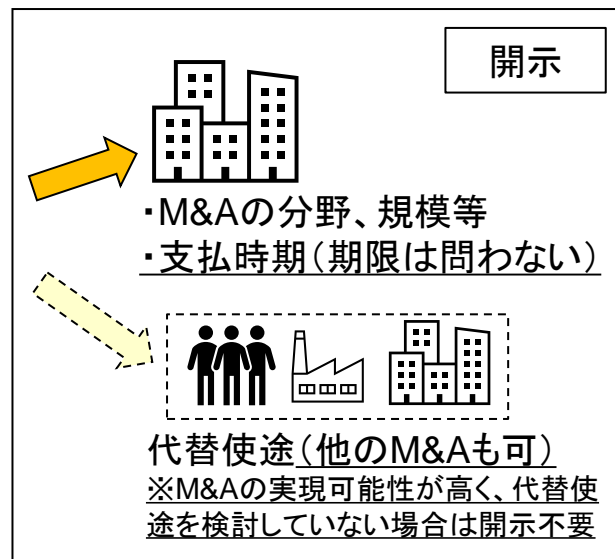 開示
・M&Aの分野、規模等
・支払時期（期限は問わない）
代替使途（他のM&Aも可）
※M&Aの実現可能性が高く、代替使
途を検討していない場合は開示不要